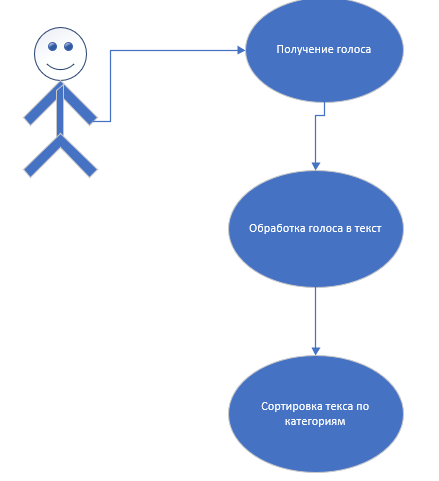 Получение голоса
Обработка голоса в текст
Сортировка текса по
категориям